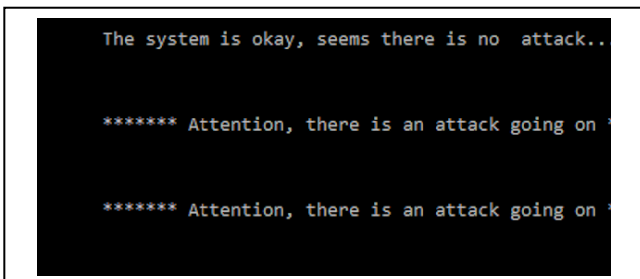 The system is okay, seems there is no  attack..
******* Attention, there is an attack going on
******* Attention, there is an attack going on